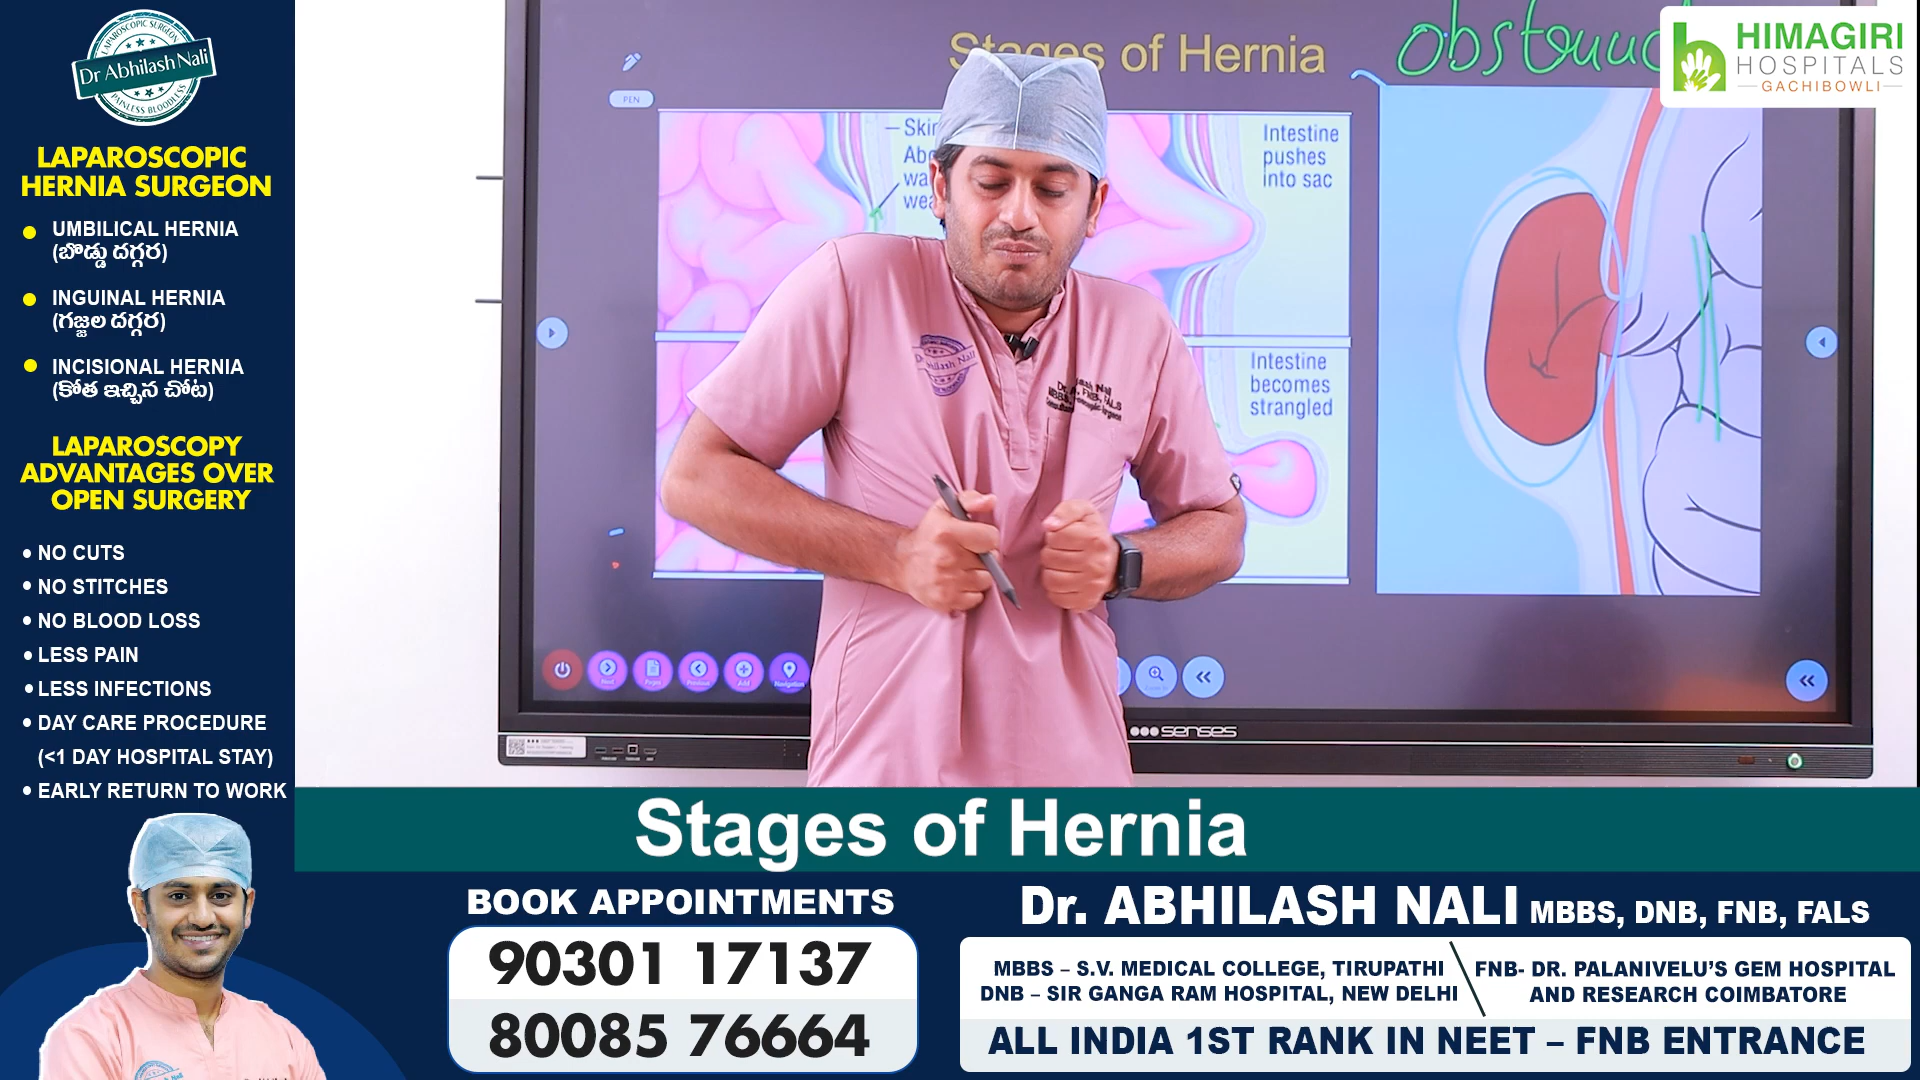 LAPAROSCOPIC SURGEON
Dr Abhilash Nali
PAINLESS BLOODLESS
LAPAROSCOPIC
HERNIA SURGEON
UMBILICAL HERNIA
(బొడ్డు దగ్గర)
INGUINAL HERNIA
(గజ్జల దగ్గర)
INCISIONAL HERNIA
(కోత ఇచ్చిన చోట)
LAPAROSCOPY
ADVANTAGES OVER
OPEN SURGERY
• NO CUTS
• NO STITCHES
• NO BLOOD LOSS
• LESS PAIN
• LESS INFECTIONS
• DAY CARE PROCEDURE
(<1 DAY HOSPITAL STAY)
• EARLY RETURN TO WORK
Stages of Hernia
PEN
Intestine
pushes
into sac
Intestine
becomes
strangled
HIMAGIRI
HOSPITALS
GACHIBOWLI
senses
Stages of Hernia
BOOK APPOINTMENTS
90301 17137
80085 76664
Dr. ABHILASH NALI MBBS, DNB, FNB, FALS
MBBS – S.V. MEDICAL COLLEGE, TIRUPATHI
DNB – SIR GANGA RAM HOSPITAL, NEW DELHI
FNB- DR. PALANIVELU'S GEM HOSPITAL
AND RESEARCH COIMBATORE
ALL INDIA 1ST RANK IN NEET – FNB ENTRANCE